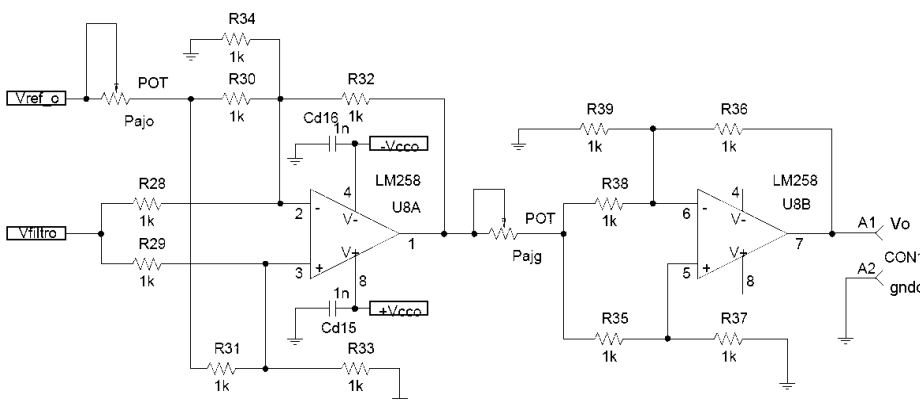 R34
1k
Vref_o
POT
Pajo
R30
1k
R32
1k
Cd16
1n
-Vcco
R28
1k
Vfiltro
R29
1k
2
-
3
+
4
V-
V+
8
1
LM258
U8A
1n
Cd15
+Vcco
R31
1k
R33
1k
POT
Pajg
R39
1k
R36
1k
R38
1k
6
-
5
+
4
V-
V+
8
7
LM258
U8B
R35
1k
R37
1k
A1
Vo
CON1
A2
gndo